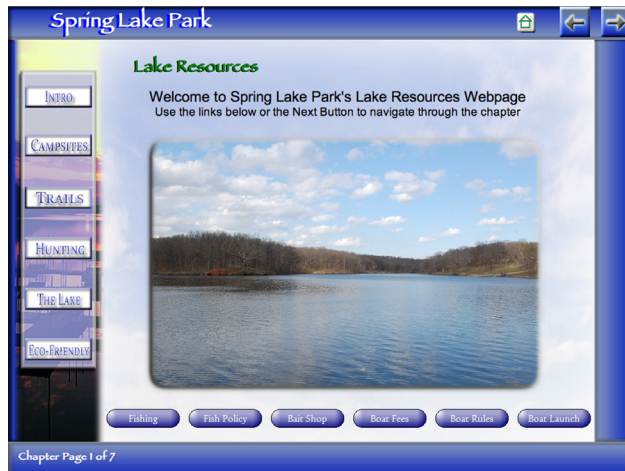 Spring Lake Park
Lake Resources
Welcome to Spring Lake Park's Lake Resources Webpage
Use the links below or the Next Button to navigate through the chapter
Intro
Campsites
Trails
Hunting
The Lake
Eco-Friendly
Fishing
Fish Policy
Bait Shop
Boat Fees
Boat Rules
Boat Launch
Chapter Page 1 of 7